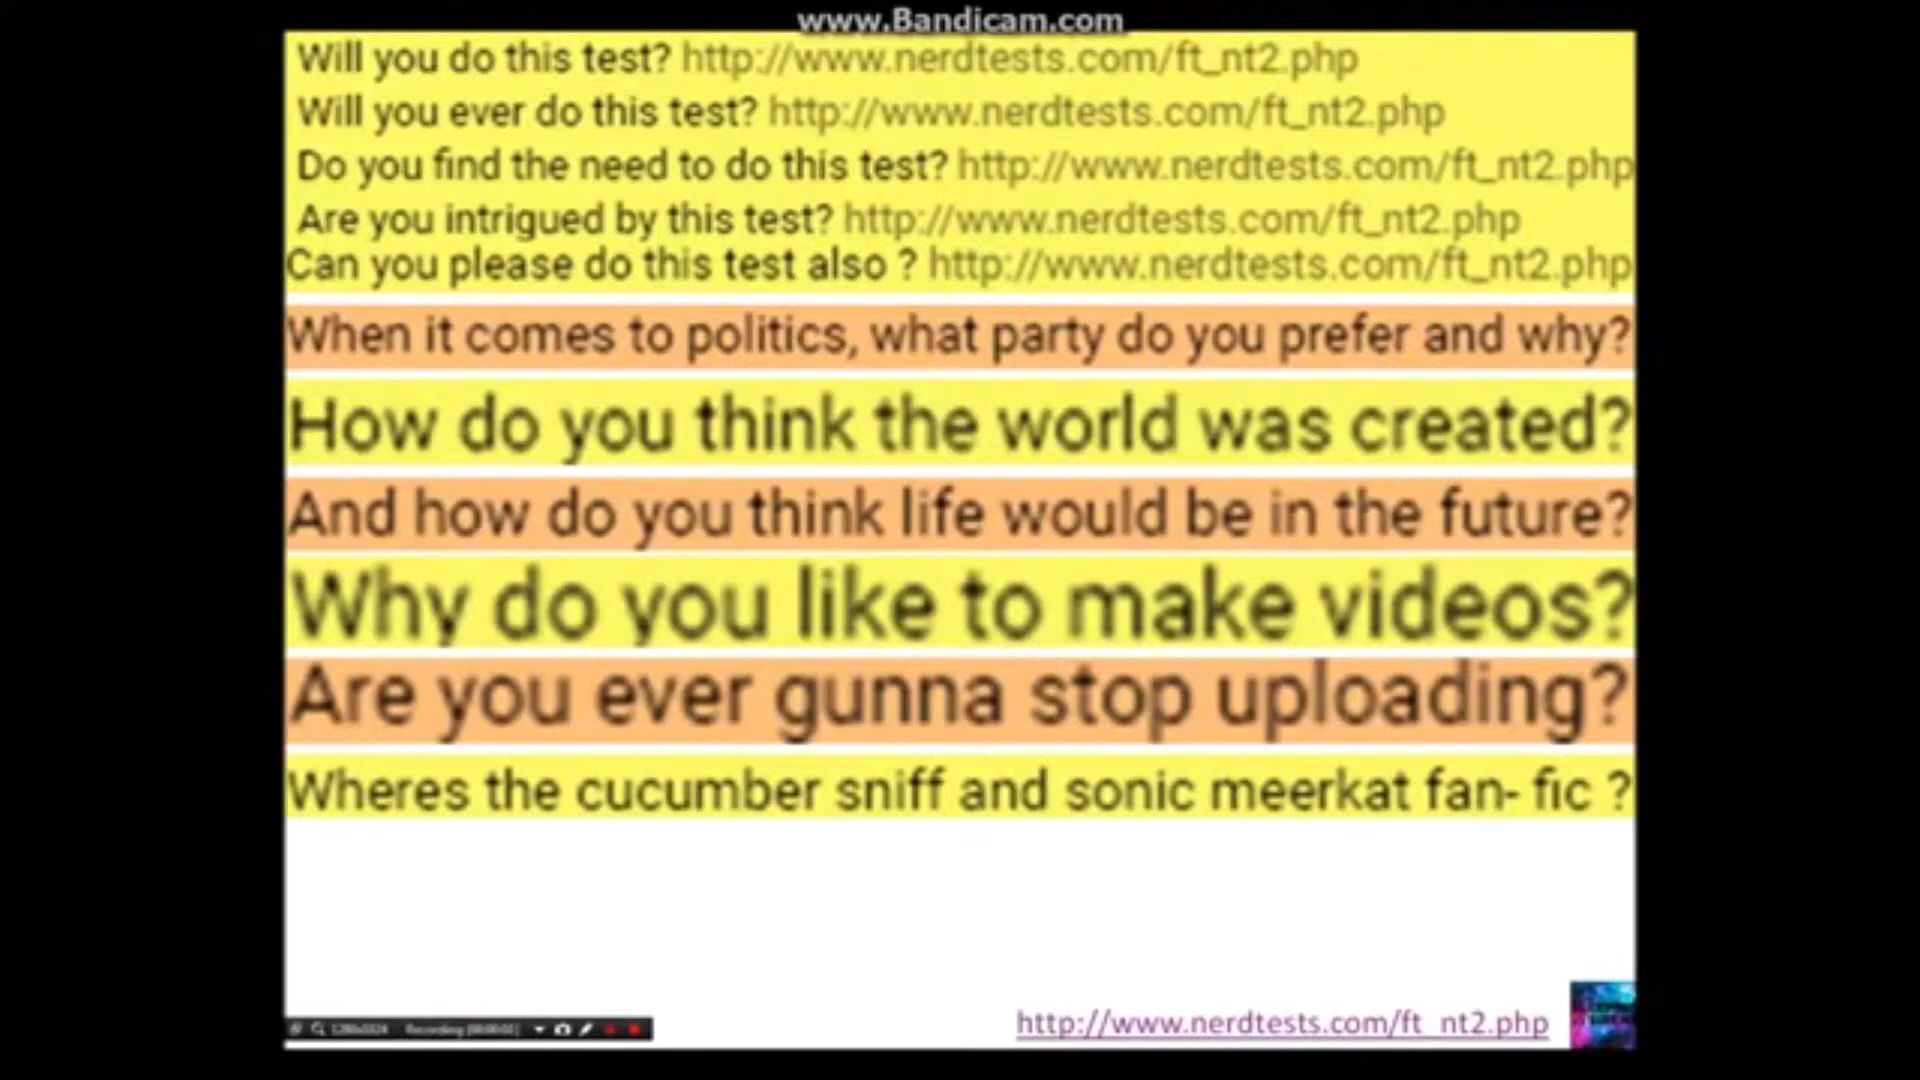 www.Bandicam.com
Will you do this test? http://www.nerdtests.com/ft_nt2.php
Will you ever do this test? http://www.nerdtests.com/ft_nt2.php
Do you find the need to do this test? http://www.nerdtests.com/ft_nt2.php
Are you intrigued by this test? http://www.nerdtests.com/ft_nt2.php
Can you please do this test also ? http://www.nerdtests.com/ft_nt2.php
When it comes to politics, what party do you prefer and why?
How do you think the world was created?
And how do you think life would be in the future?
Why do you like to make videos?
Are you ever gunna stop uploading?
Wheres the cucumber sniff and sonic meerkat fan- fic ?
Recording
http://www.nerdtests.com/ft_nt2.php